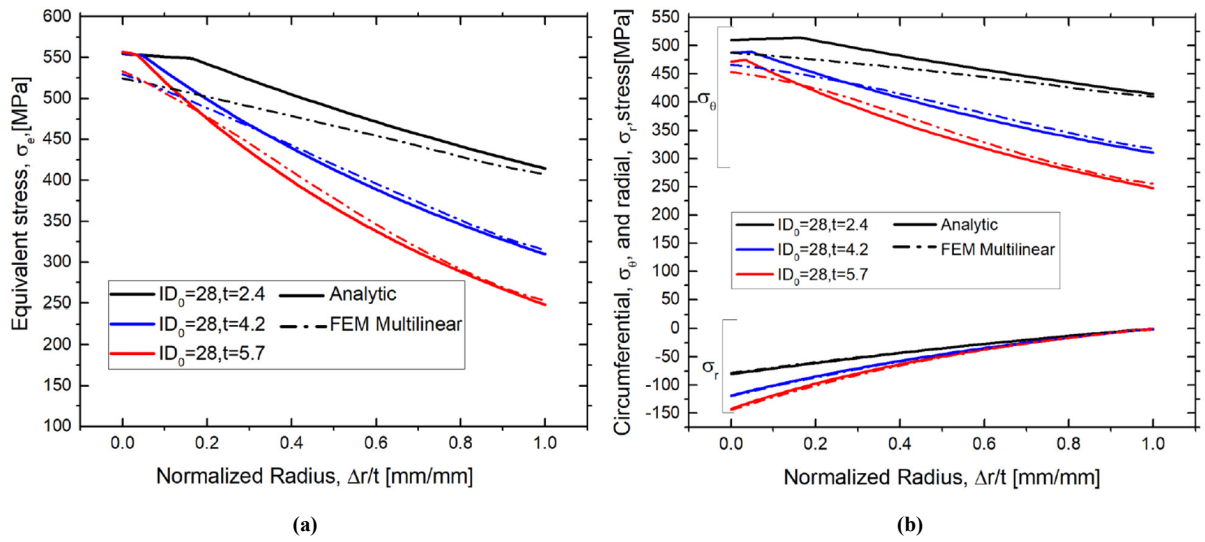 600
550
500
450
400
350
300
250
200
150
100
Equivalent stress, σe,[MPa]
ID0=28,t=2.4
ID0=28,t=4.2
ID0=28,t=5.7
Analytic
FEM Multilinear
0.0 0.2 0.4 0.6 0.8 1.0
Normalized Radius, Δr/t [mm/mm]
(a)
550
500
450
400
350
300
250
200
150
100
50
0
-50
-100
-150
Circumferential, σθ, and radial, σr,stress[MPa]
σθ
σr
ID0=28,t=2.4
ID0=28,t=4.2
ID0=28,t=5.7
Analytic
FEM Multilinear
0.0 0.2 0.4 0.6 0.8 1.0
Normalized Radius, Δr/t [mm/mm]
(b)